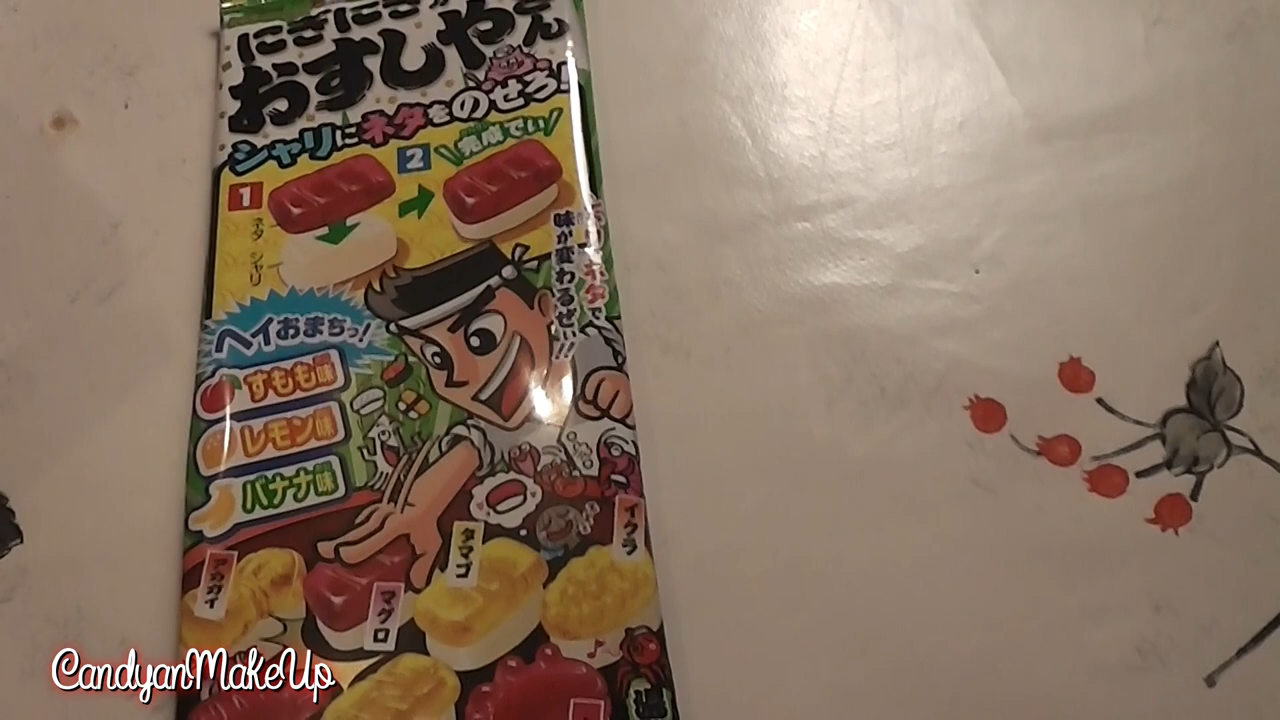 にぎにぎ
おすしやさん
シャリにネタをのせろ!
1
2
完成でい
ネタ
シャリ
味が変わるぜぃ!!
ヘイおまちっ!
すもも味
レモン味
バナナ味
アカガイ
マグロ
タマゴ
イクラ
CandyanMakeUp